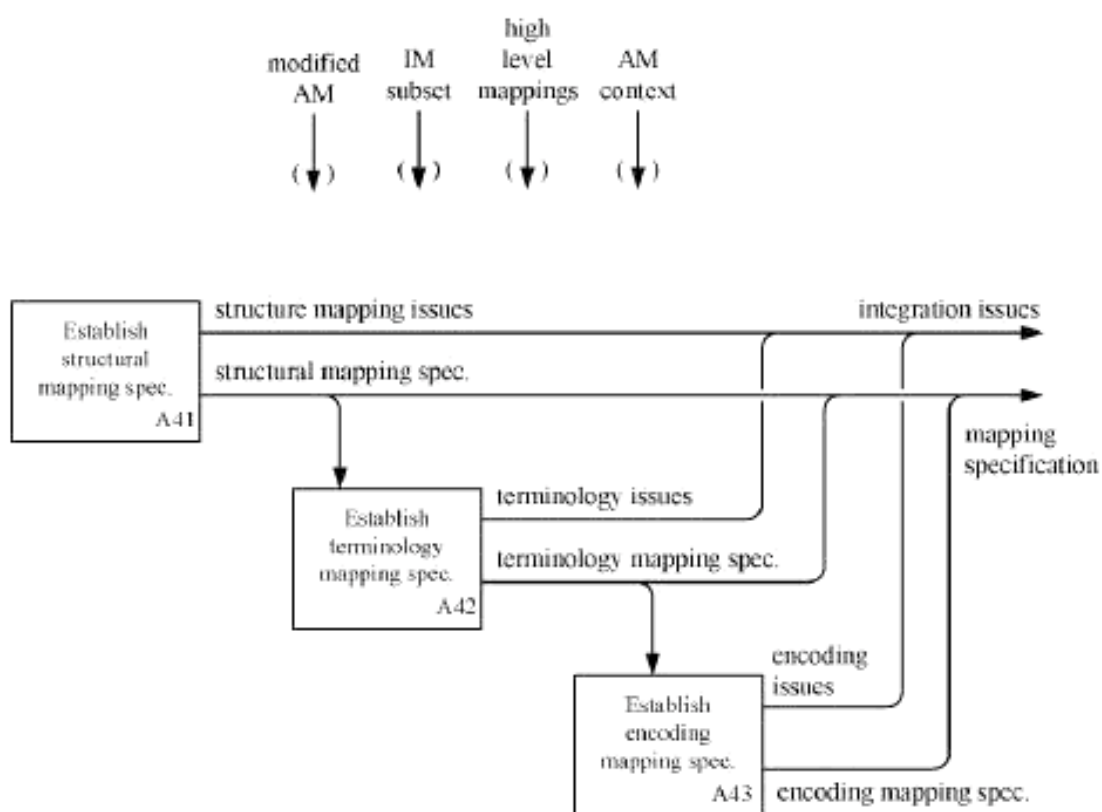 modified
AM
IM
subset
high
level
mappings
AM
context
( )
( )
( )
( )
structure mapping issues
integration issues
Establish
structural
mapping spec.
A41
structural mapping spec.
mapping
specification
terminology issues
Establish
terminology
mapping spec.
A42
terminology mapping spec.
encoding
issues
Establish
encoding
mapping spec.
A43
encoding mapping spec.